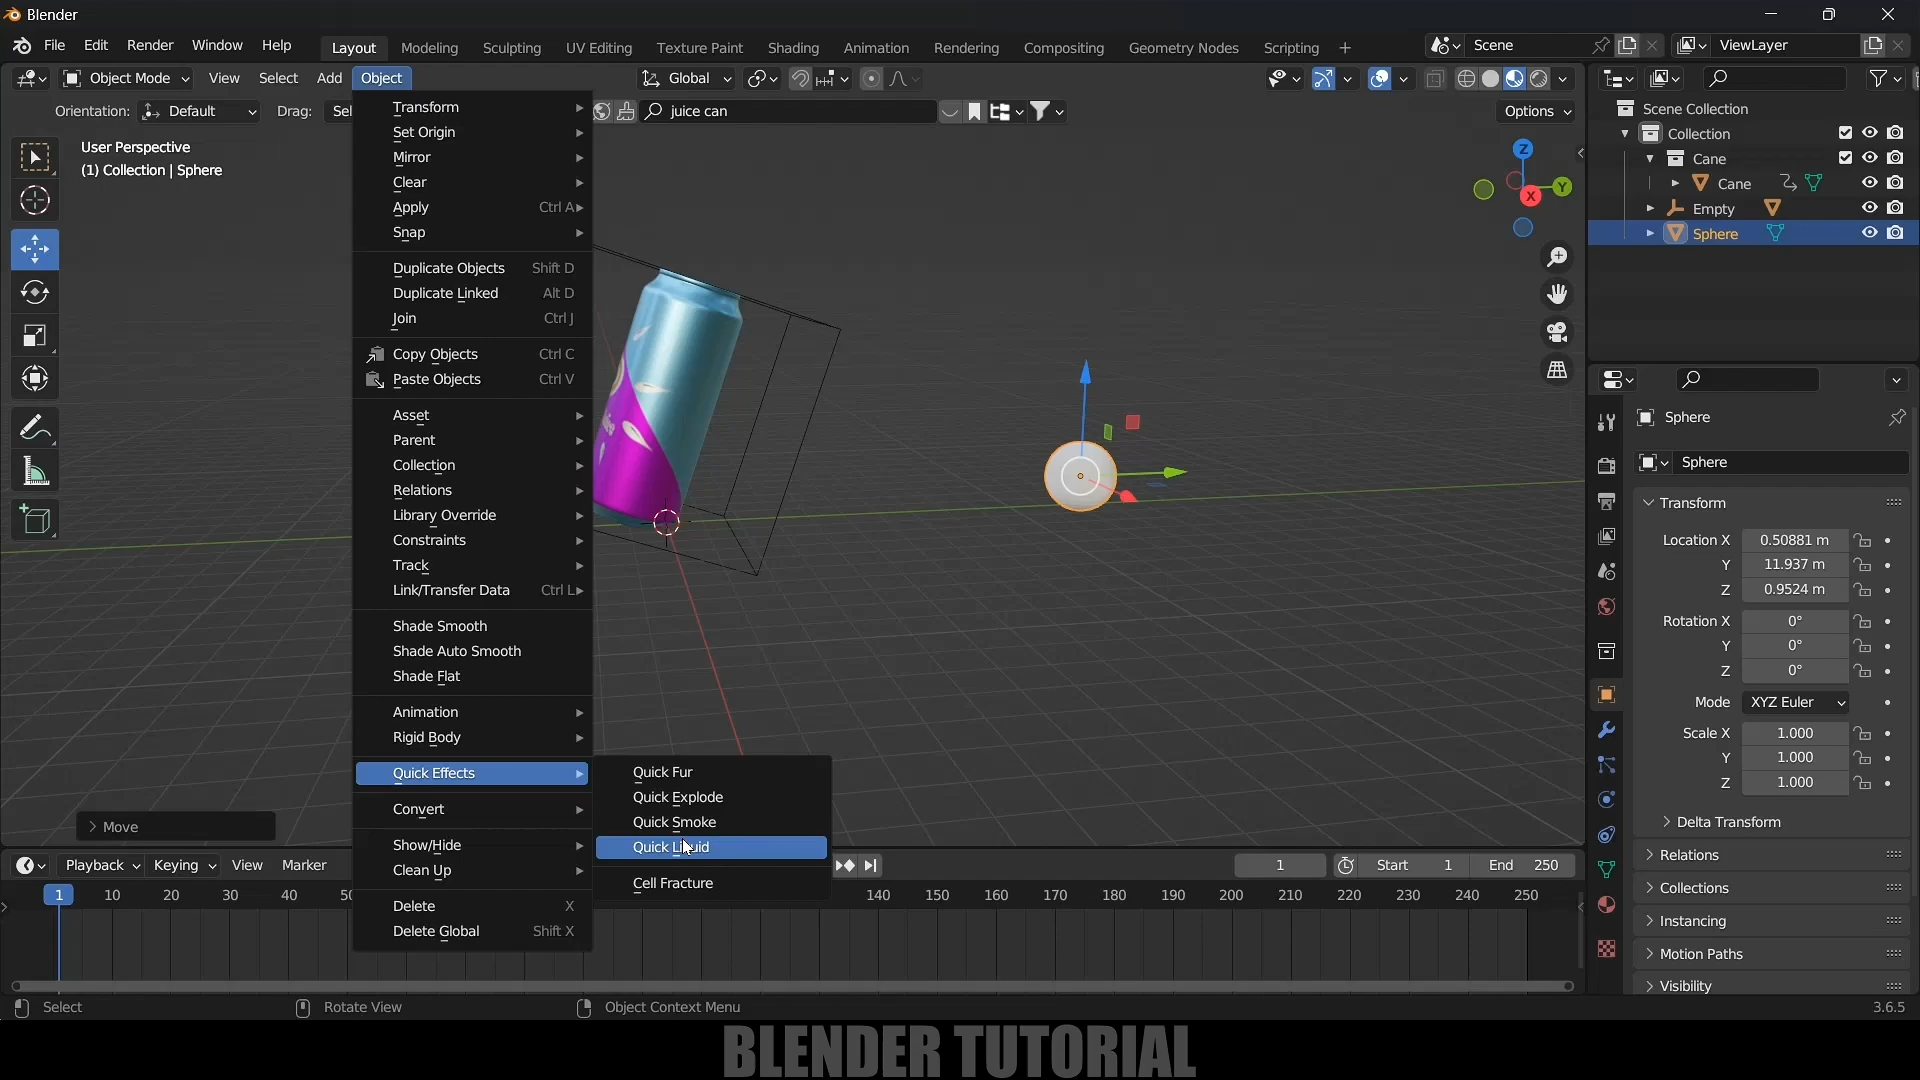 Blender
File Edit Render Window Help Layout Modeling Sculpting UV Editing Texture Paint Shading Animation Rendering Compositing Geometry Nodes Scripting + Scene ViewLayer
Object Mode View Select Add Object Global
Orientation: Default Drag: Sel juice can Options
User Perspective
(1) Collection | Sphere
Transform
Set Origin
Mirror
Clear
Apply Ctrl A
Snap
Duplicate Objects Shift D
Duplicate Linked Alt D
Join Ctrl J
Copy Objects Ctrl C
Paste Objects Ctrl V
Asset
Parent
Collection
Relations
Library Override
Constraints
Track
Link/Transfer Data Ctrl L
Shade Smooth
Shade Auto Smooth
Shade Flat
Animation
Rigid Body
Quick Effects
Convert
Show/Hide
Clean Up
Delete X
Delete Global Shift X
Quick Fur
Quick Explode
Quick Smoke
Quick Liquid
Cell Fracture
Z
Y
X
Move
Scene Collection
Collection
Cane
Cane
Empty
Sphere
Sphere
Sphere
Transform
Location X 0.50881 m
Y 11.937 m
Z 0.9524 m
Rotation X 0°
Y 0°
Z 0°
Mode XYZ Euler
Scale X 1.000
Y 1.000
Z 1.000
Delta Transform
Relations
Collections
Instancing
Motion Paths
Visibility
Playback Keying View Marker 1 Start 1 End 250
1 10 20 30 40 50 140 150 160 170 180 190 200 210 220 230 240 250
Select Rotate View Object Context Menu 3.6.5
BLENDER TUTORIAL